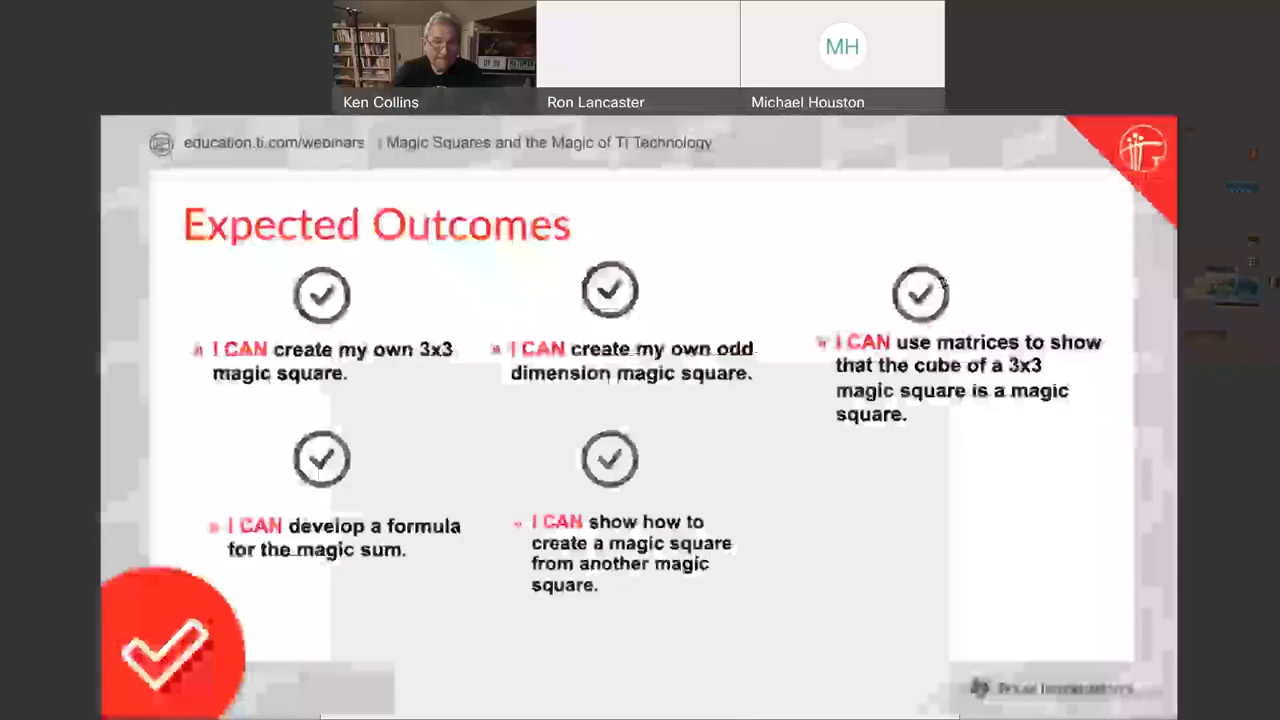 MH
Ken Collins
Ron Lancaster
Michael Houston
education.ti.com/webinars | Magic Squares and the Magic of TI Technology
Expected Outcomes
» I CAN create my own 3x3
magic square.
» I CAN create my own odd
dimension magic square.
» I CAN use matrices to show
that the cube of a 3x3
magic square is a magic
square.
» I CAN develop a formula
for the magic sum.
» I CAN show how to
create a magic square
from another magic
square.
Texas Instruments